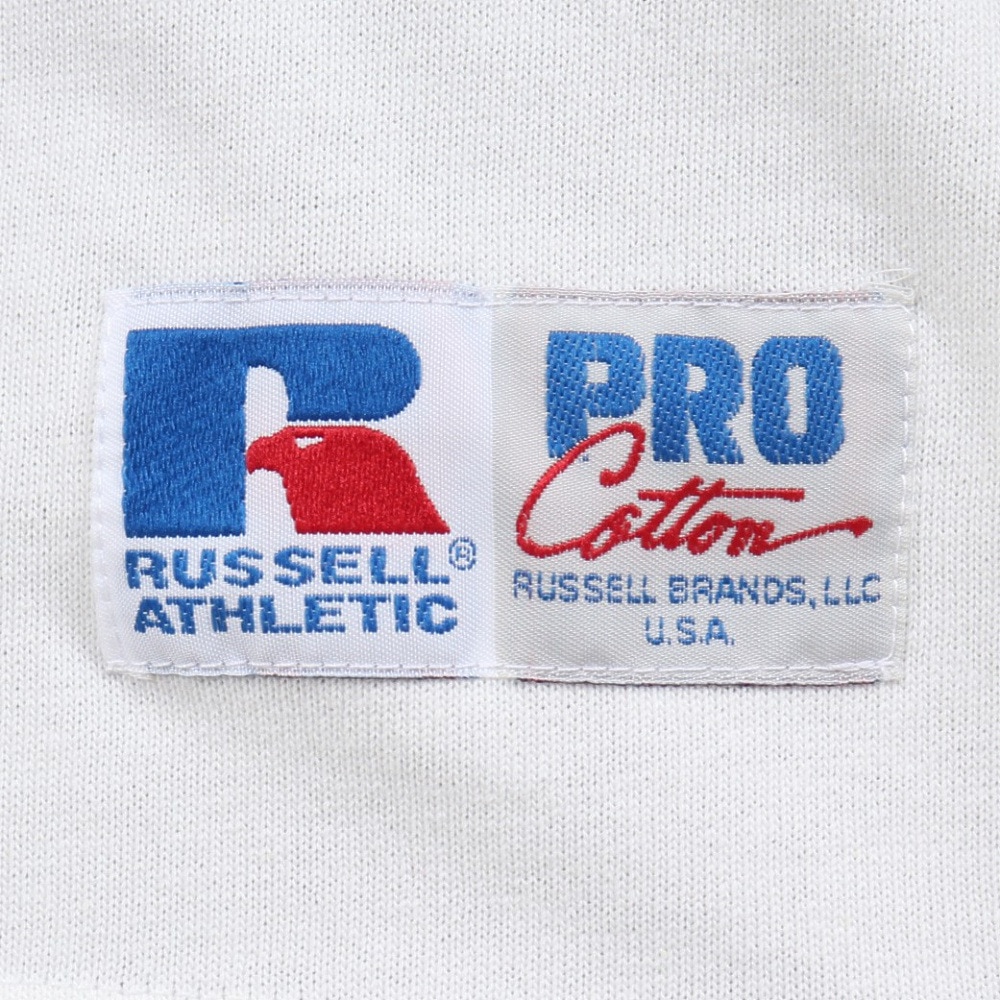 RUSSELL®
ATHLETIC
PRO
Cotton
RUSSELL BRANDS, LLC
U.S.A.